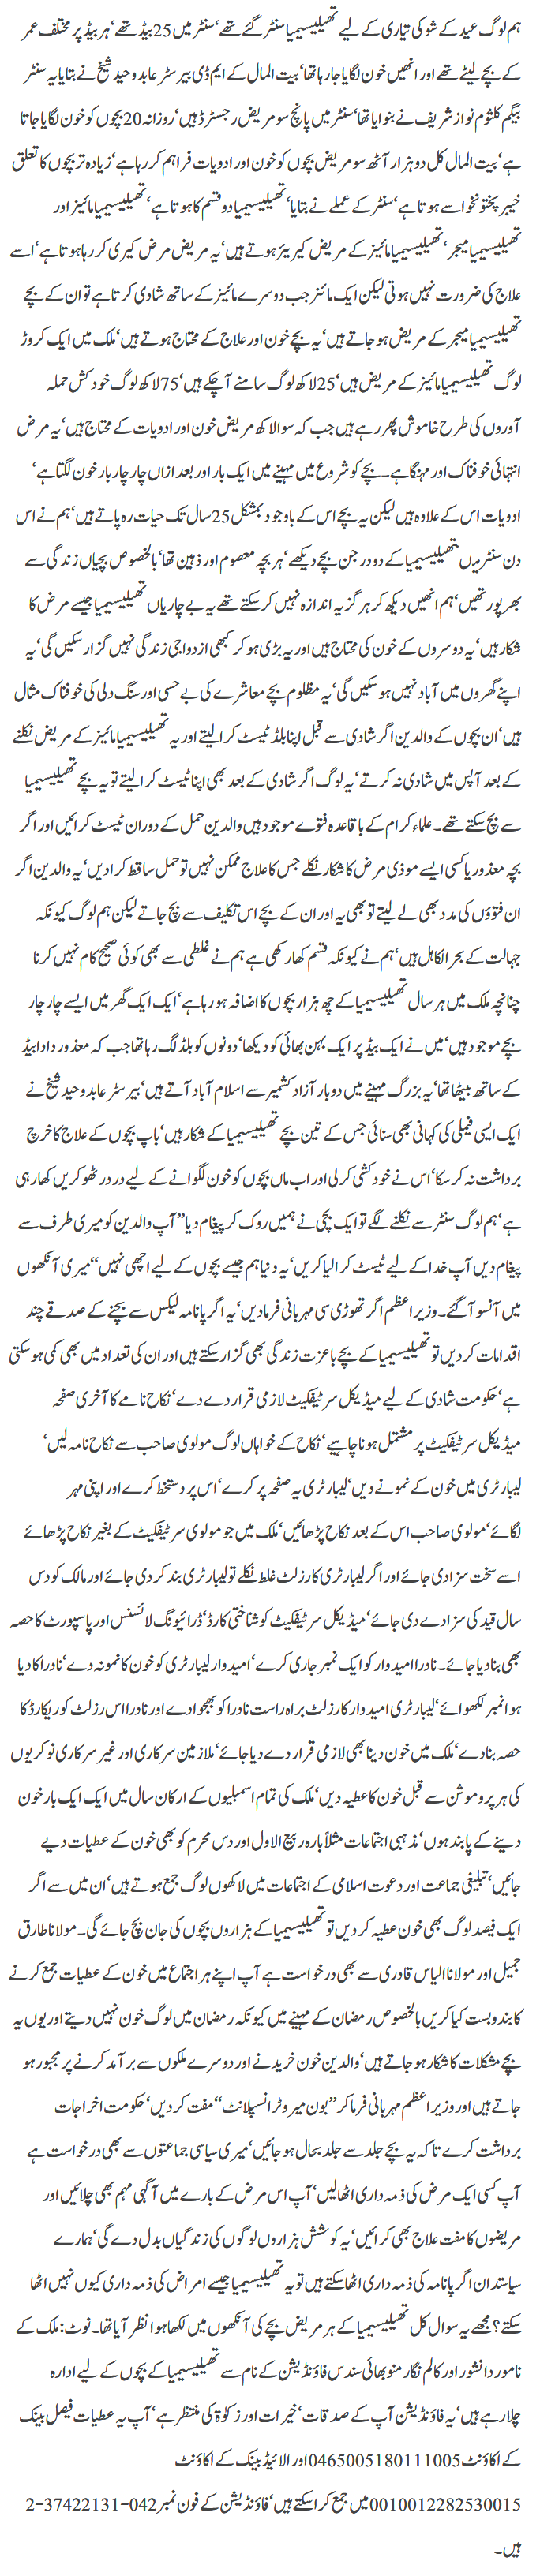 ہم لوگ عید کے شو کی تیاری کے لیے تھیلیسیمیا سنٹر گئے تھے‘ سنٹر میں 25 بیڈ تھے‘ ہر بیڈ پر مختلف عمر
کے بچے لیٹے تھے اور انھیں خون لگایا جا رہا تھا‘ بیت المال کے ایم ڈی بیرسٹر عابد وحید شیخ نے بتایا یہ سنٹر
بیگم کلثوم نواز شریف نے بنوایا تھا‘ سنٹر میں پانچ سو مریض رجسٹرڈ ہیں‘ روزانہ 20 بچوں کو خون لگایا جاتا
ہے‘ بیت المال کل دو ہزار آٹھ سو مریض بچوں کو خون اور ادویات فراہم کر رہا ہے‘ زیادہ تر بچوں کا تعلق
خیبر پختونخوا سے ہوتا ہے‘ سنٹر کے عملے نے بتایا‘ تھیلیسیمیا دو قسم کا ہوتا ہے‘ تھیلیسیمیا مائینز اور
تھیلیسیمیا میجر‘ تھیلیسیمیا مائینز کے مریض کیریئر ہوتے ہیں‘ یہ مریض مرض کیری کر رہا ہوتا ہے‘ اسے
علاج کی ضرورت نہیں ہوتی لیکن ایک مائنر جب دوسرے مائینز کے ساتھ شادی کرتا ہے تو ان کے بچے
تھیلیسیمیا میجر کے مریض ہو جاتے ہیں‘ یہ بچے خون اور علاج کے محتاج ہوتے ہیں‘ ملک میں ایک کروڑ
لوگ تھیلیسیمیا مائینز کے مریض ہیں‘ 25 لاکھ لوگ سامنے آ چکے ہیں‘ 75 لاکھ لوگ خود کش حملہ
آوروں کی طرح خاموش پھر رہے ہیں جب کہ سوا لاکھ مریض خون اور ادویات کے محتاج ہیں‘ یہ مرض
انتہائی خوفناک اور مہنگا ہے۔ بچے کو شروع میں مہینے میں ایک بار اور بعد ازاں چار چار بار خون لگتا ہے‘
ادویات اس کے علاوہ ہیں لیکن یہ بچے اس کے باوجود بمشکل 25 سال تک حیات رہ پاتے ہیں‘ ہم نے اس
دن سنٹر میں تھیلیسیمیا کے دو درجن بچے دیکھے‘ ہر بچہ معصوم اور ذہین تھا‘ بالخصوص بچیاں زندگی سے
بھرپور تھیں‘ ہم انھیں دیکھ کر ہرگز یہ اندازہ نہیں کر سکتے تھے یہ بے چاریاں تھیلیسیمیا جیسے مرض کا
شکار ہیں‘ یہ دوسروں کے خون کی محتاج ہیں اور یہ بڑی ہو کر کبھی ازدواجی زندگی نہیں گزار سکیں گی‘ یہ
اپنے گھروں میں آباد نہیں ہو سکیں گی‘ یہ مظلوم بچے معاشرے کی بے حسی اور سنگ دلی کی خوفناک مثال
ہیں‘ ان بچوں کے والدین اگر شادی سے قبل اپنا بلڈ ٹیسٹ کرا لیتے اور یہ تھیلیسیمیا مائینز کے مریض نکلنے
کے بعد آپس میں شادی نہ کرتے‘ یہ لوگ اگر شادی کے بعد بھی اپنا ٹیسٹ کرا لیتے تو یہ بچے تھیلیسیمیا
سے بچ سکتے تھے۔ علماء کرام کے باقاعدہ فتوے موجود ہیں والدین حمل کے دوران ٹیسٹ کرائیں اور اگر
بچہ معذور یا کسی ایسے موذی مرض کا شکار نکلے جس کا علاج ممکن نہیں تو حمل ساقط کرا دیں‘ یہ والدین اگر
ان فتوؤں کی مدد بھی لے لیتے تو بھی یہ اور ان کے بچے اس تکلیف سے بچ جاتے لیکن ہم لوگ کیونکہ
جہالت کے بحر الکاہل ہیں‘ ہم نے کیونکہ قسم کھا رکھی ہے ہم نے غلطی سے بھی کوئی صحیح کام نہیں کرنا
چنانچہ ملک میں ہر سال تھیلیسیمیا کے چھ ہزار بچوں کا اضافہ ہو رہا ہے‘ ایک ایک گھر میں ایسے چار چار
بچے موجود ہیں‘ میں نے ایک بیڈ پر ایک بہن بھائی کو دیکھا‘ دونوں کو بلڈ لگ رہا تھا جب کہ معذور دادا بیڈ
کے ساتھ بیٹھا تھا‘ یہ بزرگ مہینے میں دو بار آزاد کشمیر سے اسلام آباد آتے ہیں‘ بیرسٹر عابد وحید شیخ نے
ایک ایسی فیملی کی کہانی بھی سنائی جس کے تین بچے تھیلیسیمیا کے شکار ہیں‘ باپ بچوں کے علاج کا خرچ
برداشت نہ کر سکا‘ اس نے خود کشی کر لی اور اب ماں بچوں کو خون لگوانے کے لیے در در ٹھوکریں کھا رہی
ہے‘ ہم لوگ سنٹر سے نکلنے لگے تو ایک بچی نے ہمیں روک کر پیغام دیا ’’آپ والدین کو میری طرف سے
پیغام دیں آپ خدا کے لیے ٹیسٹ کرا لیا کریں‘ یہ دنیا ہم جیسے بچوں کے لیے اچھی نہیں‘‘ میری آنکھوں
میں آنسو آ گئے۔ وزیراعظم اگر تھوڑی سی مہربانی فرما دیں‘ یہ اگر پانامہ لیکس سے بچنے کے صدقے چند
اقدامات کر دیں تو تھیلیسیمیا کے بچے باعزت زندگی بھی گزار سکتے ہیں اور ان کی تعداد میں بھی کمی ہو سکتی
ہے‘ حکومت شادی کے لیے میڈیکل سرٹیفکیٹ لازمی قرار دے دے‘ نکاح نامے کا آخری صفحہ
میڈیکل سرٹیفکیٹ پر مشتمل ہونا چاہیے‘ نکاح کے خواہاں لوگ مولوی صاحب سے نکاح نامہ لیں‘
لیبارٹری میں خون کے نمونے دیں‘ لیبارٹری یہ صفحہ پر کرے‘ اس پر دستخط کرے اور اپنی مہر
لگائے‘ مولوی صاحب اس کے بعد نکاح پڑھائیں‘ ملک میں جو مولوی سرٹیفکیٹ کے بغیر نکاح پڑھائے
اسے سخت سزا دی جائے اور اگر لیبارٹری کا رزلٹ غلط نکلے تو لیبارٹری بند کر دی جائے اور مالک کو دس
سال قید کی سزا دے دی جائے‘ میڈیکل سرٹیفکیٹ کو شناختی کارڈ‘ ڈرائیونگ لائسنس اور پاسپورٹ کا حصہ
بھی بنا دیا جائے۔ نادرا امیدوار کو ایک نمبر جاری کرے‘ امیدوار لیبارٹری کو خون کا نمونہ دے‘ نادرا کا دیا
ہوا نمبر لکھوائے‘ لیبارٹری امیدوار کا رزلٹ براہ راست نادرا کو بھجوا دے اور نادرا اس رزلٹ کو ریکارڈ کا
حصہ بنا دے‘ ملک میں خون دینا بھی لازمی قرار دے دیا جائے‘ ملازمین سرکاری اور غیر سرکاری نوکریوں
کی ہر پروموشن سے قبل خون کا عطیہ دیں‘ ملک کی تمام اسمبلیوں کے ارکان سال میں ایک ایک بار خون
دینے کے پابند ہوں‘ مذہبی اجتماعات مثلاً بارہ ربیع الاول اور دس محرم کو بھی خون کے عطیات دیے
جائیں‘ تبلیغی جماعت اور دعوت اسلامی کے اجتماعات میں لاکھوں لوگ جمع ہوتے ہیں‘ ان میں سے اگر
ایک فیصد لوگ بھی خون عطیہ کر دیں تو تھیلیسیمیا کے ہزاروں بچوں کی جان بچ جائے گی۔ مولانا طارق
جمیل اور مولانا الیاس قادری سے بھی درخواست ہے آپ اپنے ہر اجتماع میں خون کے عطیات جمع کرنے
کا بندوبست کیا کریں بالخصوص رمضان کے مہینے میں کیونکہ رمضان میں لوگ خون نہیں دیتے اور یوں یہ
بچے مشکلات کا شکار ہو جاتے ہیں‘ والدین خون خریدنے اور دوسرے ملکوں سے برآمد کرنے پر مجبور ہو
جاتے ہیں اور وزیراعظم مہربانی فرما کر ’’بون میرو ٹرانسپلانٹ‘‘ مفت کر دیں‘ حکومت اخراجات
برداشت کرے تاکہ یہ بچے جلد سے جلد بحال ہو جائیں‘ میری سیاسی جماعتوں سے بھی درخواست ہے
آپ کسی ایک مرض کی ذمہ داری اٹھا لیں‘ آپ اس مرض کے بارے میں آگہی مہم بھی چلائیں اور
مریضوں کا مفت علاج بھی کرائیں‘ یہ کوشش ہزاروں لوگوں کی زندگیاں بدل دے گی‘ ہمارے
سیاستدان اگر پانامہ کی ذمہ داری اٹھا سکتے ہیں تو یہ تھیلیسیمیا جیسے امراض کی ذمہ داری کیوں نہیں اٹھا
سکتے؟ مجھے یہ سوال کل تھیلیسیمیا کے ہر مریض بچے کی آنکھوں میں لکھا ہوا نظر آیا تھا۔ نوٹ: ملک کے
نامور دانشور اور کالم نگار منو بھائی سندس فاؤنڈیشن کے نام سے تھیلیسیمیا کے بچوں کے لیے ادارہ
چلا رہے ہیں‘ یہ فاؤنڈیشن آپ کے صدقات‘ خیرات اور زکوٰۃ کی منتظر ہے‘ آپ یہ عطیات فیصل بینک
کے اکاؤنٹ 0465005180111005 اور الائیڈ بینک کے اکاؤنٹ
0010012282530015 میں جمع کرا سکتے ہیں‘ فاؤنڈیشن کے فون نمبر 042-37422131-2
ہیں۔